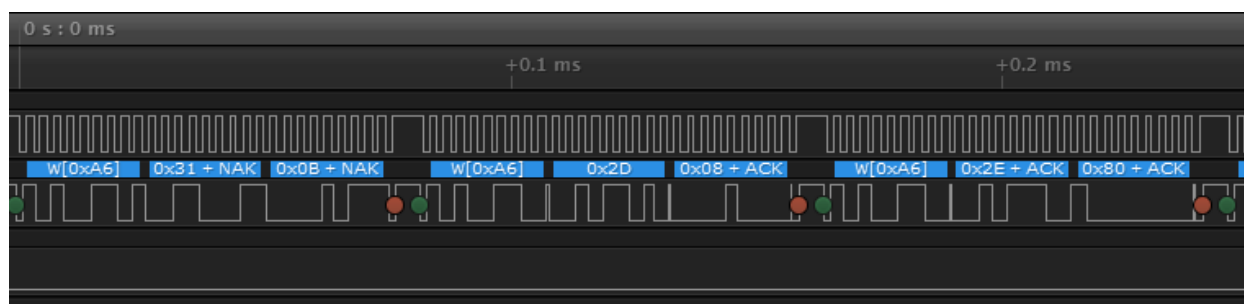 0 s : 0 ms
+0.1 ms
+0.2 ms
W[0xA6] 0x31 + NAK 0x0B + NAK W[0xA6] 0x2D 0x08 + ACK W[0xA6] 0x2E + ACK 0x80 + ACK